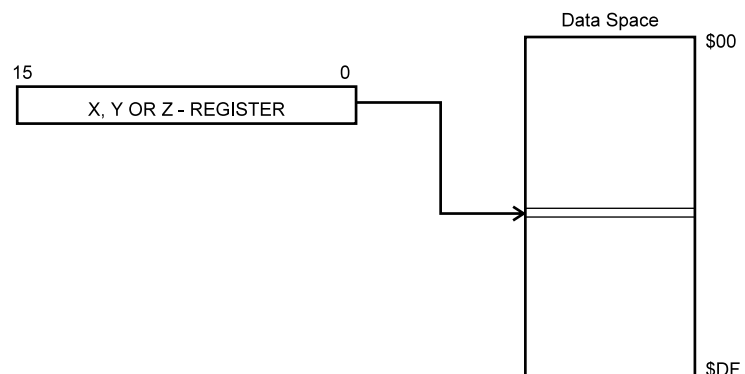 Data Space
$00
15 0
X, Y OR Z - REGISTER
$DF